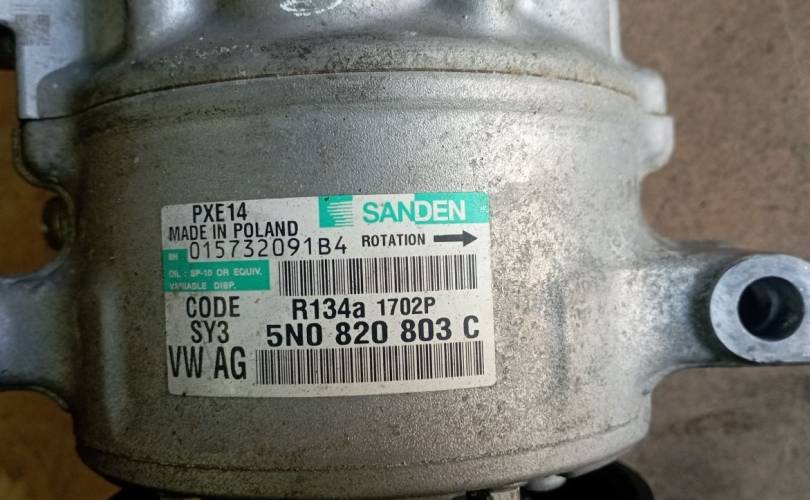 PXE14
SANDEN
MADE IN POLAND
SN 015732091B4 ROTATION
OIL : SP-10 OR EQUIV.
VARIABLE DISP.
CODE R134a 1702P
SY3 5N0 820 803 C
VW AG